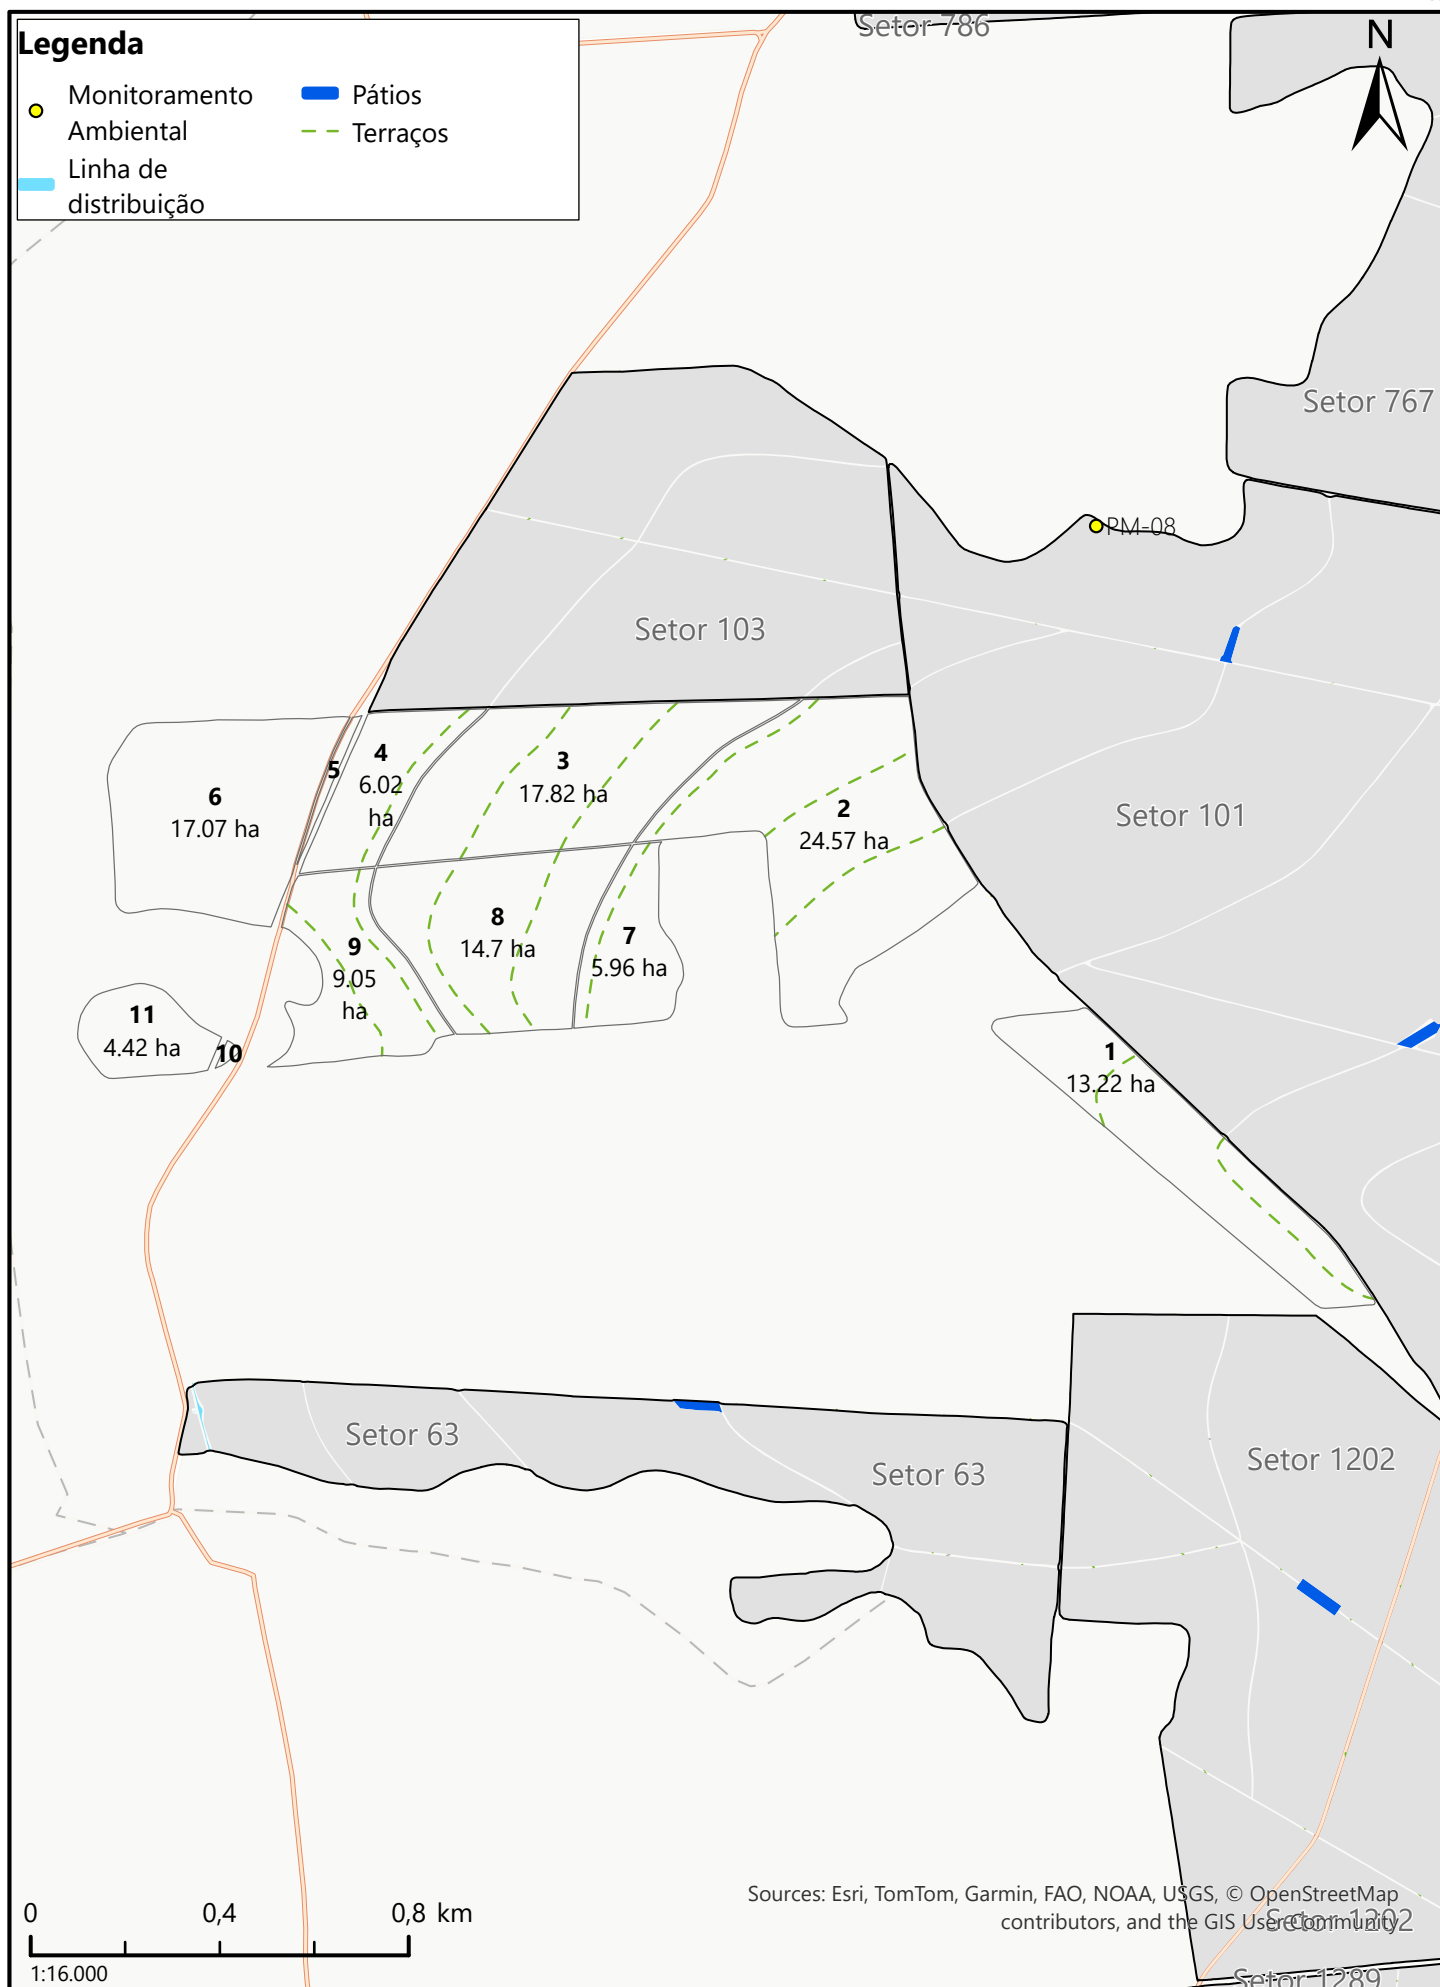 Legenda
Monitoramento
Ambiental
Linha de
distribuição
Pátios
Terraços
Setor 786
N
Setor 767
PM-08
Setor 103
Setor 101
4
6.02
ha
3
17.82 ha
5
6
17.07 ha
2
24.57 ha
8
14.7 ha
7
5.96 ha
9
9.05
ha
11
4.42 ha
10
1
13.22 ha
Setor 63
Setor 63
Setor 1202
Sources: Esri, TomTom, Garmin, FAO, NOAA, USGS, © OpenStreetMap
contributors, and the GIS User Community
Setor 1202
Setor 1289
0 0,4 0,8 km
1:16.000